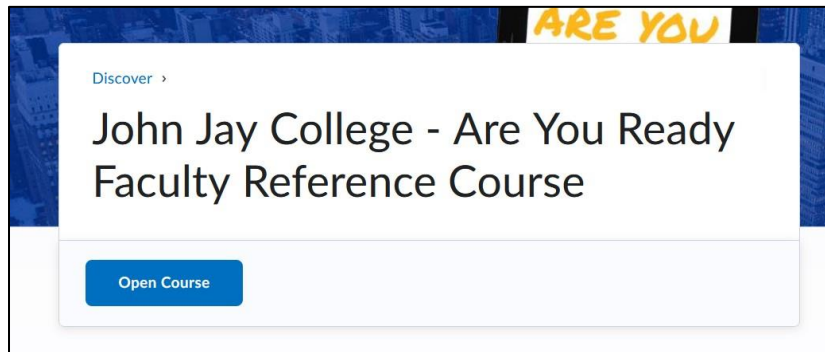 ARE YOU
Discover ›
John Jay College - Are You Ready
Faculty Reference Course
Open Course